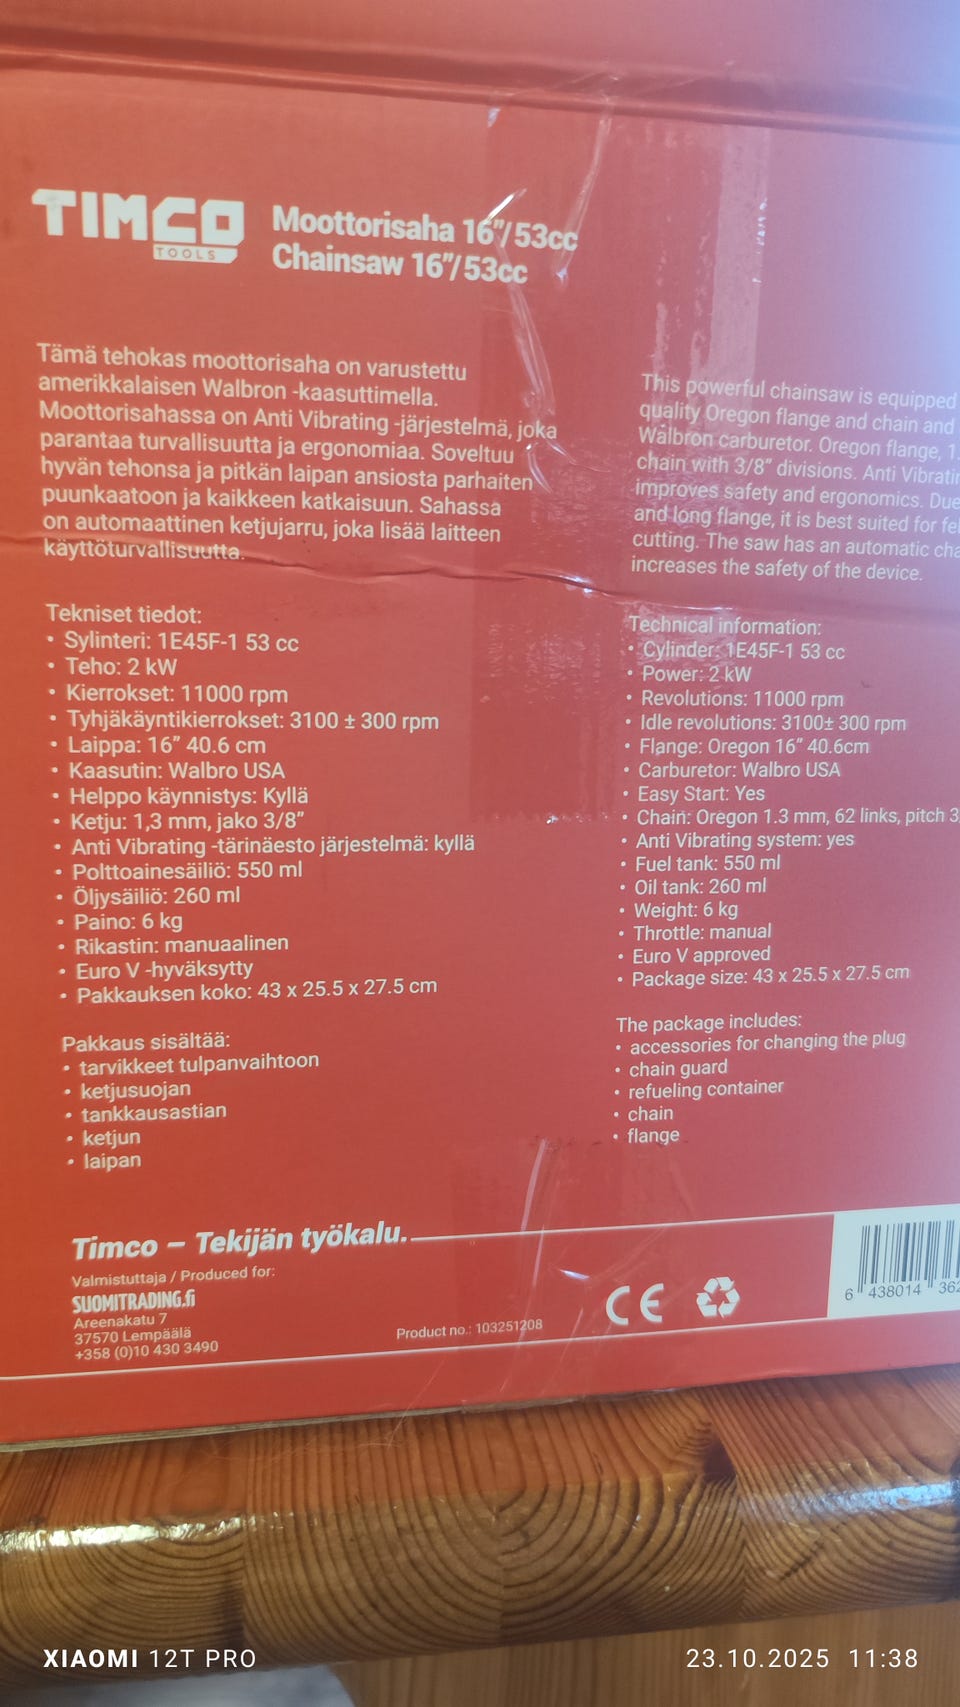 TIMCO
TOOLS
Moottorisaha 16”/53cc
Chainsaw 16”/53cc
Tämä tehokas moottorisaha on varustettu
amerikkalaisen Walbron -kaasuttimella.
Moottorisahassa on Anti Vibrating -järjestelmä, joka
parantaa turvallisuutta ja ergonomiaa. Soveltuu
hyvän tehonsa ja pitkän laipan ansiosta parhaiten
puunkaatoon ja kaikkeen katkaisuun. Sahassa
on automaattinen ketjujarru, joka lisää laitteen
käyttöturvallisuutta.
Tekniset tiedot:
• Sylinteri: 1E45F-1 53 cc
• Teho: 2 kW
• Kierrokset: 11000 rpm
• Tyhjäkäyntikierrokset: 3100 ± 300 rpm
• Laippa: 16” 40.6 cm
• Kaasutin: Walbro USA
• Helppo käynnistys: Kyllä
• Ketju: 1,3 mm, jako 3/8”
• Anti Vibrating -tärinäesto järjestelmä: kyllä
• Polttoainesäiliö: 550 ml
• Öljysäiliö: 260 ml
• Paino: 6 kg
• Rikastin: manuaalinen
• Euro V -hyväksytty
• Pakkauksen koko: 43 x 25.5 x 27.5 cm
Pakkaus sisältää:
• tarvikkeet tulpanvaihtoon
• ketjusuojan
• tankkausastian
• ketjun
• laipan
This powerful chainsaw is equipped
quality Oregon flange and chain and
Walbron carburetor. Oregon flange, 1.
chain with 3/8” divisions. Anti
improves safety and ergonomics. Due
and long flange, it is best suited for
cutting. The saw has an automatic
increases the safety of the device.
Technical information:
• Cylinder: 1E45F-1 53 cc
• Power: 2 kW
• Revolutions: 11000 rpm
• Idle revolutions: 3100± 300 rpm
• Flange: Oregon 16” 40.6cm
• Carburetor: Walbro USA
• Easy Start: Yes
• Chain: Oregon 1.3 mm, 62 links, pitch 3
• Anti Vibrating system: yes
• Fuel tank: 550 ml
• Oil tank: 260 ml
• Weight: 6 kg
• Throttle: manual
• Euro V approved
• Package size: 43 x 25.5 x 27.5 cm
The package includes:
• accessories for changing the plug
• chain guard
• refueling container
• chain
• flange
Timco – Tekijän työkalu.
Valmistuttaja / Produced for:
SUOMITRADING.fi
Areenakatu 7
37570 Lempäälä
+358 (0)10 430 3490
Product no.: 103251208
CE
6 438014 362
XIAOMI 12T PRO
23.10.2025 11:38